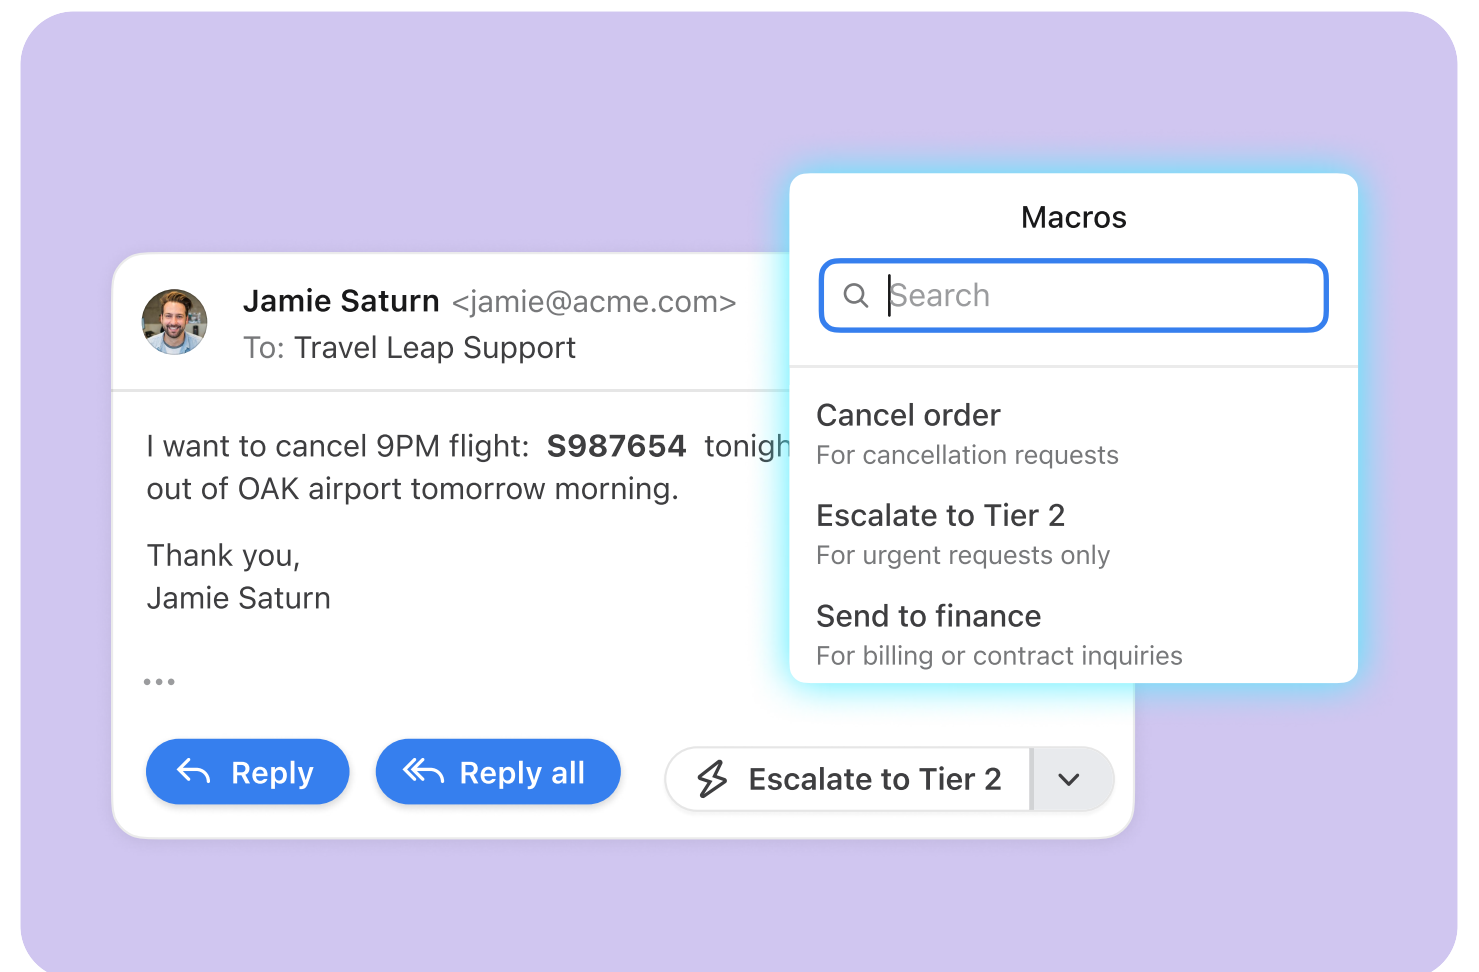 Jamie Saturn <jamie@acme.com>
To: Travel Leap Support
I want to cancel 9PM flight: S987654
out of OAK airport tomorrow morning.
Thank you,
Jamie Saturn
...
Reply
Reply all
Escalate to Tier 2
Macros
Search
Cancel order
For cancellation requests
Escalate to Tier 2
For urgent requests only
Send to finance
For billing or contract inquiries